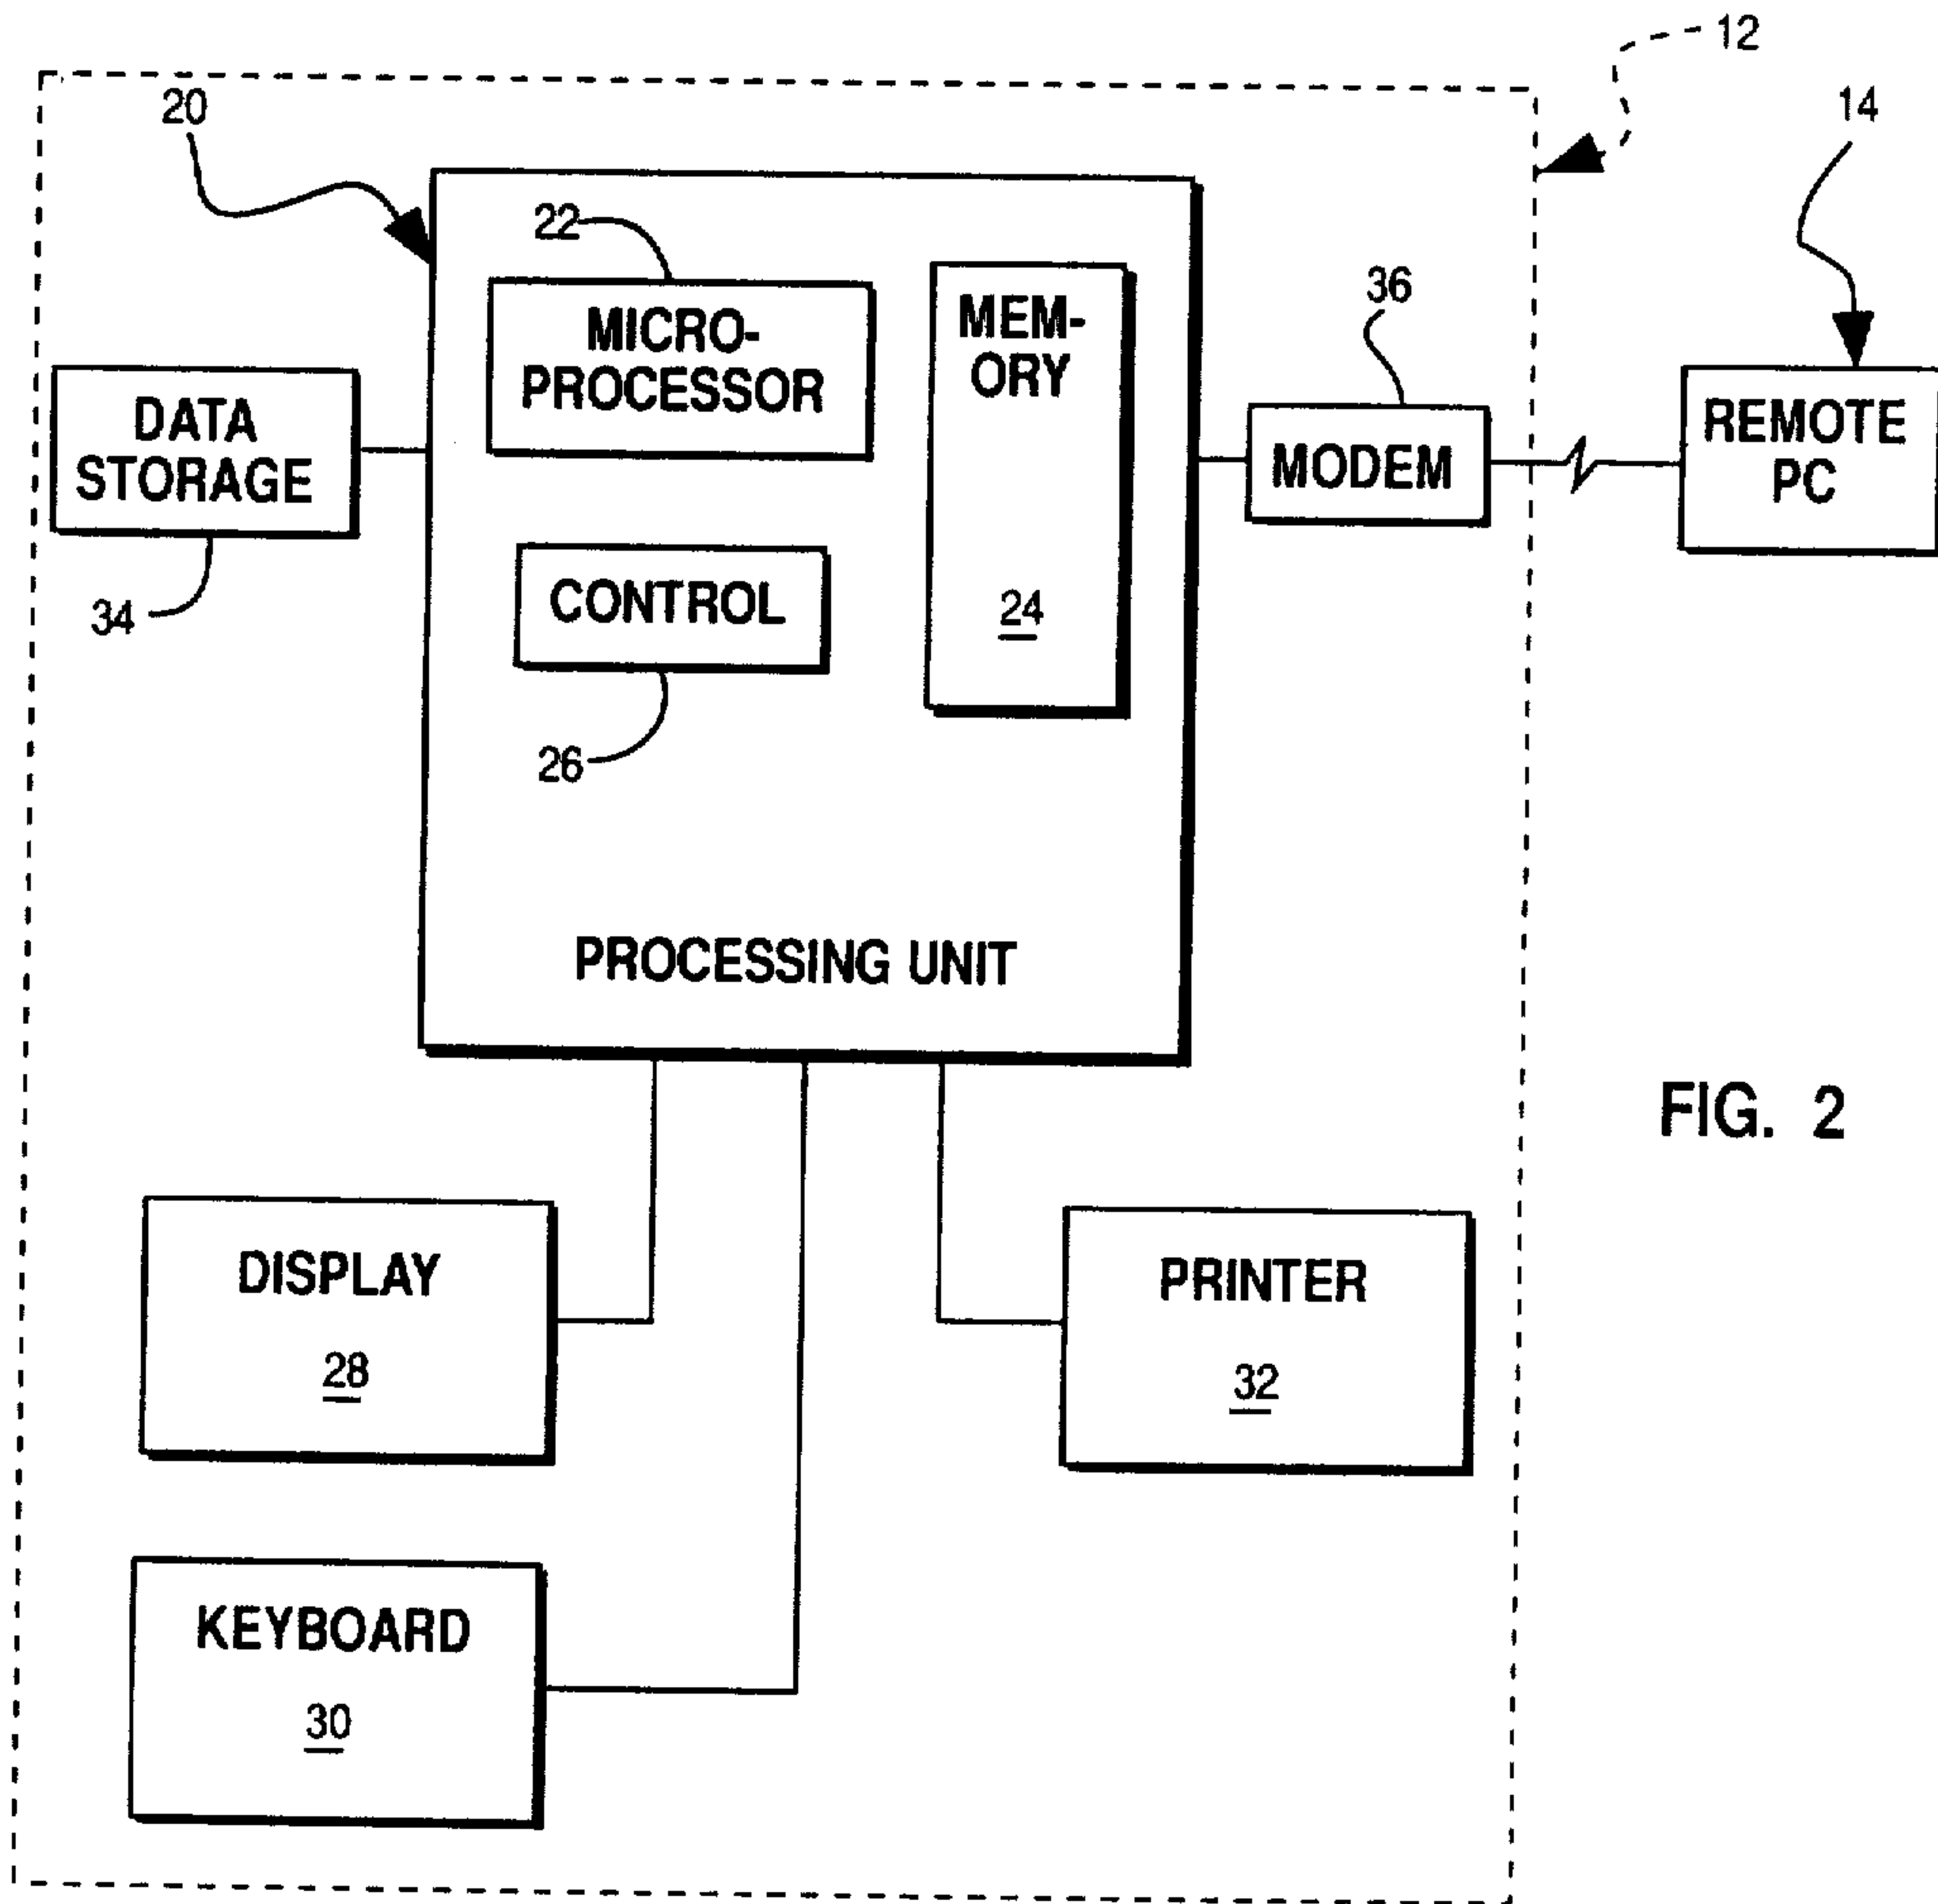 12
20
14
22
36
MICRO-
PROCESSOR
MEM-
ORY
DATA
STORAGE
MODEM
REMOTE
PC
CONTROL
24
34
26
PROCESSING UNIT
FIG. 2
DISPLAY
28
PRINTER
32
KEYBOARD
30